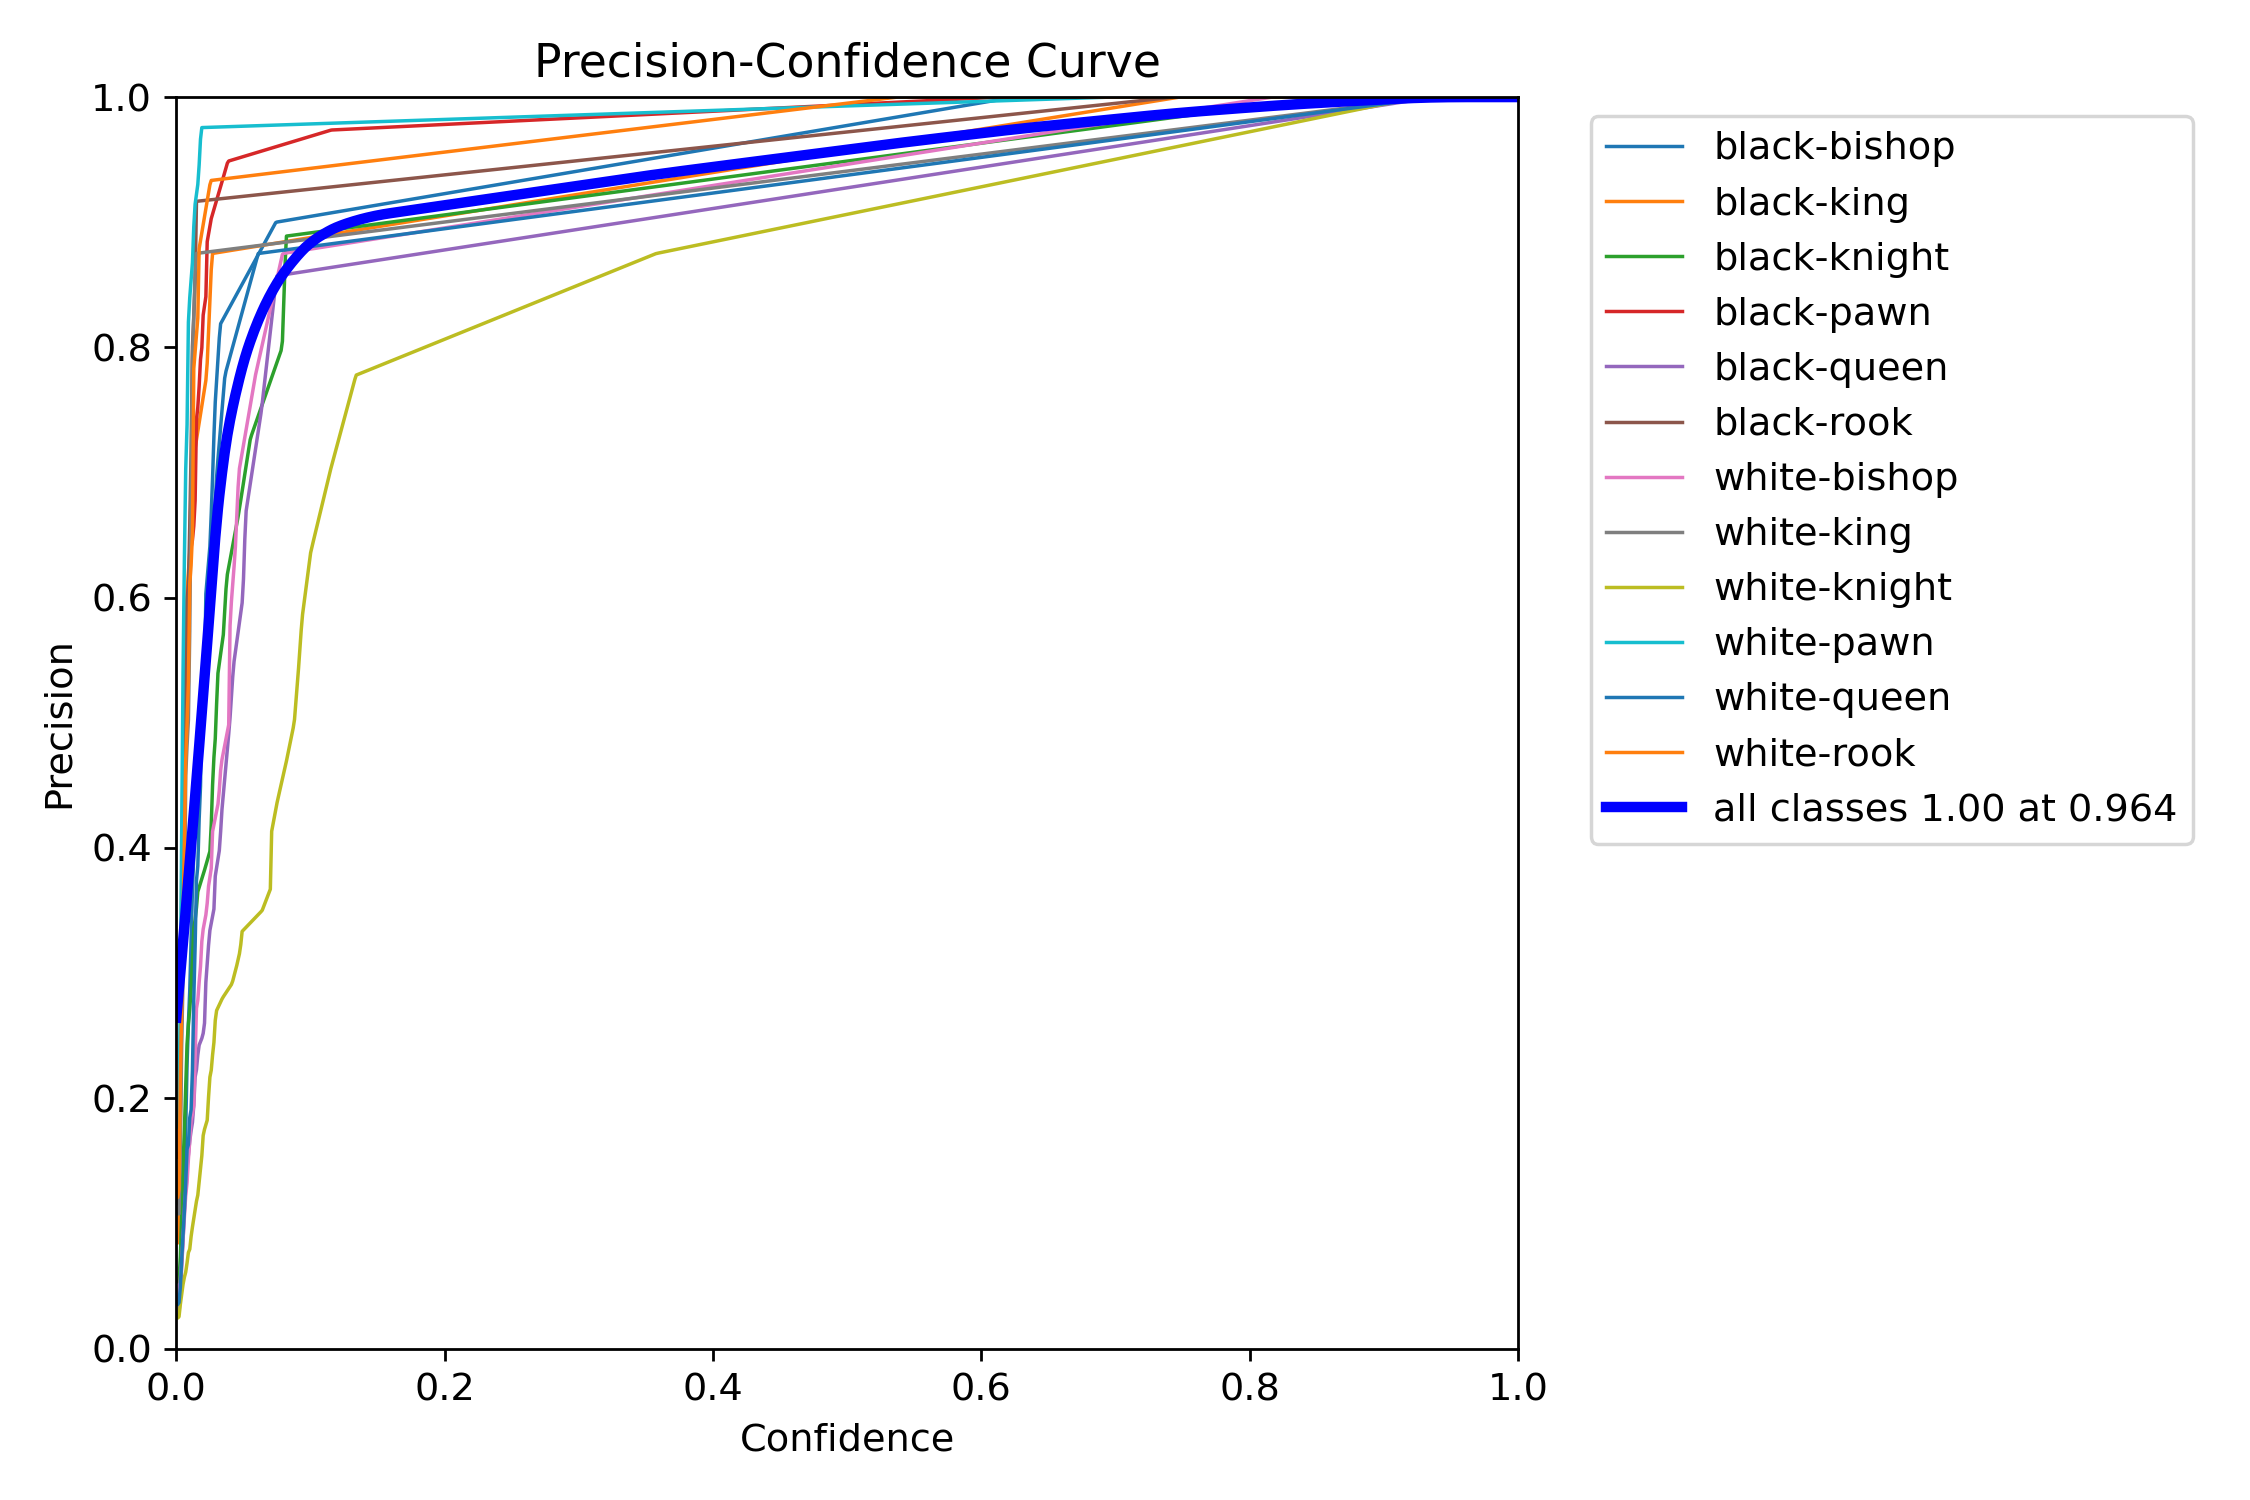 Precision-Confidence Curve
1.0
0.8
0.6
0.4
0.2
0.0
Precision
0.0 0.2 0.4 0.6 0.8 1.0
Confidence
black-bishop
black-king
black-knight
black-pawn
black-queen
black-rook
white-bishop
white-king
white-knight
white-pawn
white-queen
white-rook
all classes 1.00 at 0.964